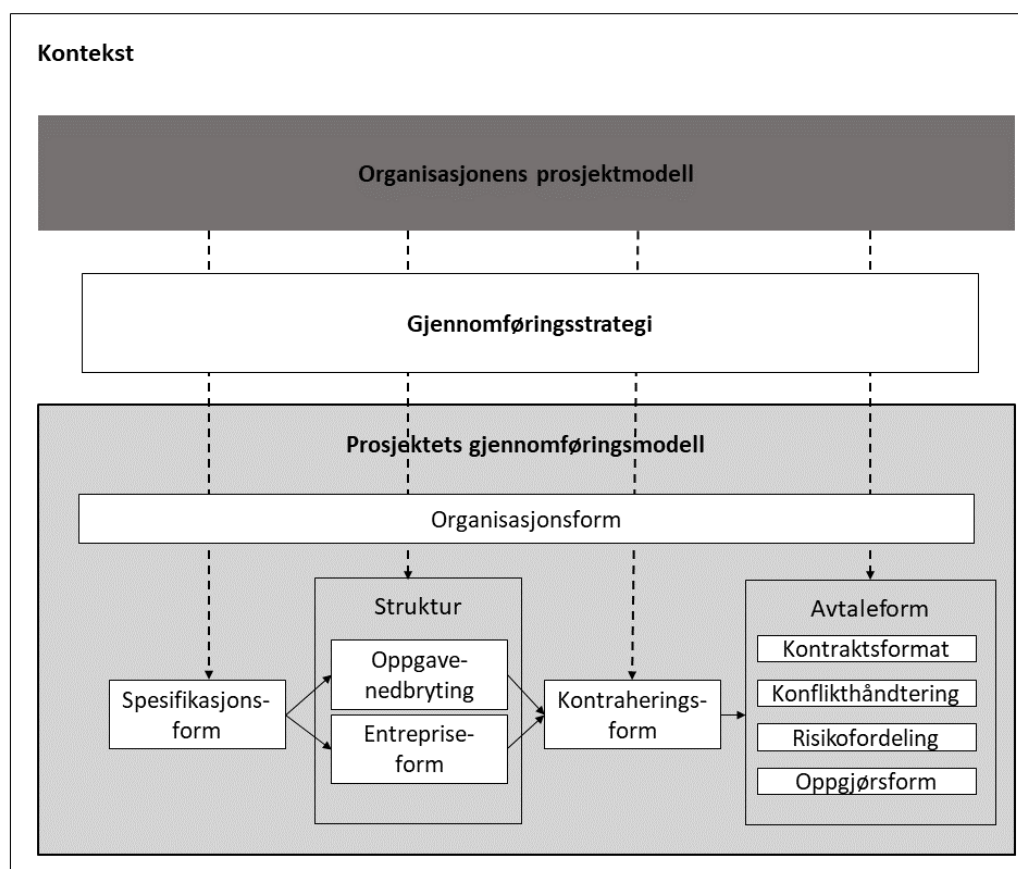 Kontekst
Organisasjonens prosjektmodell
Gjennomføringsstrategi
Prosjektets gjennomføringsmodell
Organisasjonsform
Spesifikasjons-
form
Struktur
Oppgave-
nedbryting
Entreprise-
form
Kontraherings-
form
Avtaleform
Kontraktsformat
Konflikthåndtering
Risikofordeling
Oppgjørsform